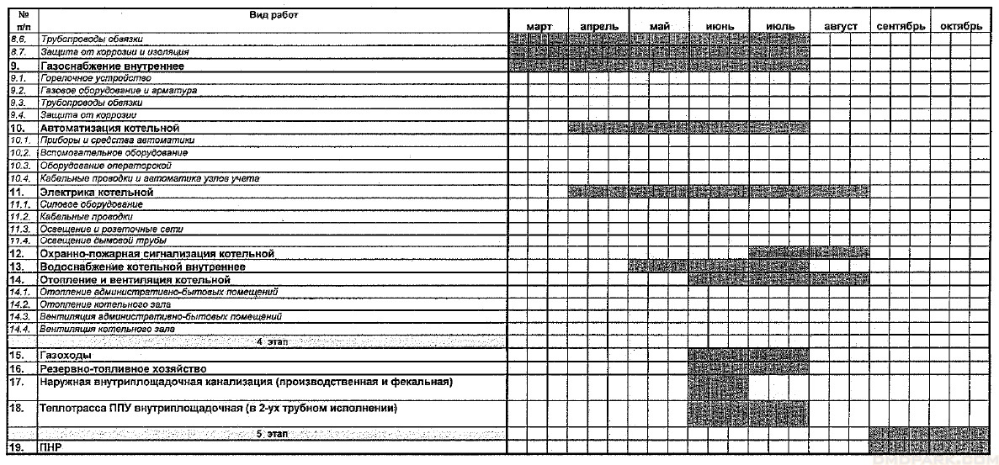 № п/п Вид работ март апрель май июнь июль август сентябрь октябрь
8.6. Трубопроводы обвязки
8.7. Защита от коррозии и изоляция
9. Газоснабжение внутреннее
9.1. Горелочное устройство
9.2. Газовое оборудование и арматура
9.3. Трубопроводы обвязки
9.4. Защита от коррозии
10. Автоматизация котельной
10.1. Приборы и средства автоматики
10.2. Вспомогательное оборудование
10.3. Оборудование операторской
10.4. Кабельные проводки и автоматика узлов учета
11. Электрика котельной
11.1. Силовое оборудование
11.2. Кабельные проводки
11.3. Освещение и розеточные сети
11.4. Освещение дымовой трубы
12. Охранно-пожарная сигнализация котельной
13. Водоснабжение котельной внутреннее
14. Отопление и вентиляция котельной
14.1. Отопление административно-бытовых помещений
14.2. Отопление котельного зала
14.3. Вентиляция административно-бытовых помещений
14.4. Вентиляция котельного зала
4 этап
15. Газоходы
16. Резервно-топливное хозяйство
17. Наружная внутриплощадочная канализация (производственная и фекальная)
18. Теплотрасса ППУ внутриплощадочная (в 2-ух трубном исполнении)
5 этап
19. ПНР
DMDPARK.COM